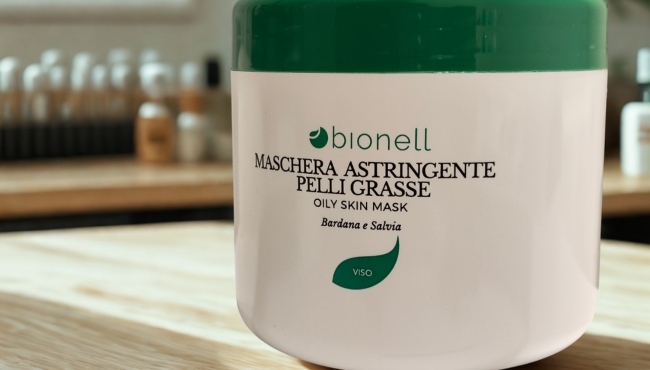 bionell
MASCHERA ASTRINGENTE
PELLI GRASSE
OILY SKIN MASK
Bardana e Salvia
VISO